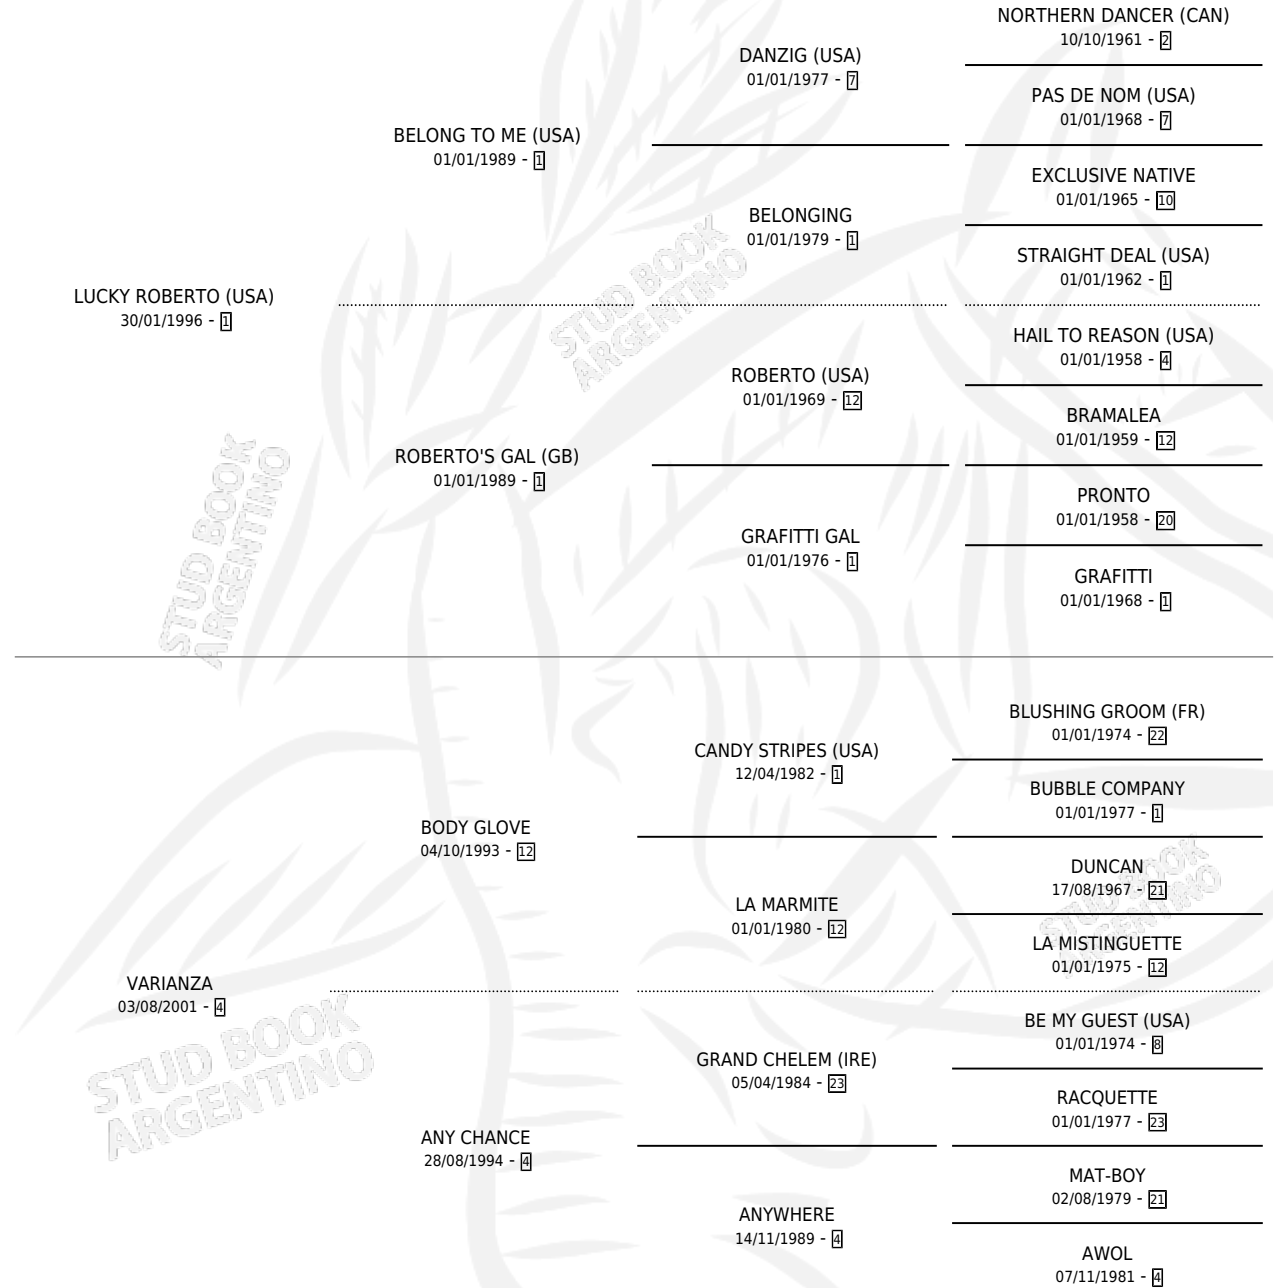 NORTHERN DANCER (CAN)
10/10/1961 - 2
DANZIG (USA)
01/01/1977 - 7
PAS DE NOM (USA)
01/01/1968 - 7
BELONG TO ME (USA)
01/01/1989 - 1
EXCLUSIVE NATIVE
01/01/1965 - 10
BELONGING
01/01/1979 - 1
STRAIGHT DEAL (USA)
01/01/1962 - 1
LUCKY ROBERTO (USA)
30/01/1996 - 1
HAIL TO REASON (USA)
01/01/1958 - 4
ROBERTO (USA)
01/01/1969 - 12
BRAMALEA
01/01/1959 - 12
ROBERTO'S GAL (GB)
01/01/1989 - 1
PRONTO
01/01/1958 - 20
GRAFITTI GAL
01/01/1976 - 1
GRAFITTI
01/01/1968 - 1
BLUSHING GROOM (FR)
01/01/1974 - 22
CANDY STRIPES (USA)
12/04/1982 - 1
BUBBLE COMPANY
01/01/1977 - 1
BODY GLOVE
04/10/1993 - 12
DUNCAN
17/08/1967 - 21
LA MARMITE
01/01/1980 - 12
LA MISTINGUETTE
01/01/1975 - 12
VARIANZA
03/08/2001 - 4
BE MY GUEST (USA)
01/01/1974 - 8
GRAND CHELEM (IRE)
05/04/1984 - 23
RACQUETTE
01/01/1977 - 23
ANY CHANCE
28/08/1994 - 4
MAT-BOY
02/08/1979 - 21
ANYWHERE
14/11/1989 - 4
AWOL
07/11/1981 - 4
STUD BOOK
ARGENTINO
STUD BOOK
ARGENTINO
STUD BOOK
ARGENTINO
STUD BOOK
ARGENTINO